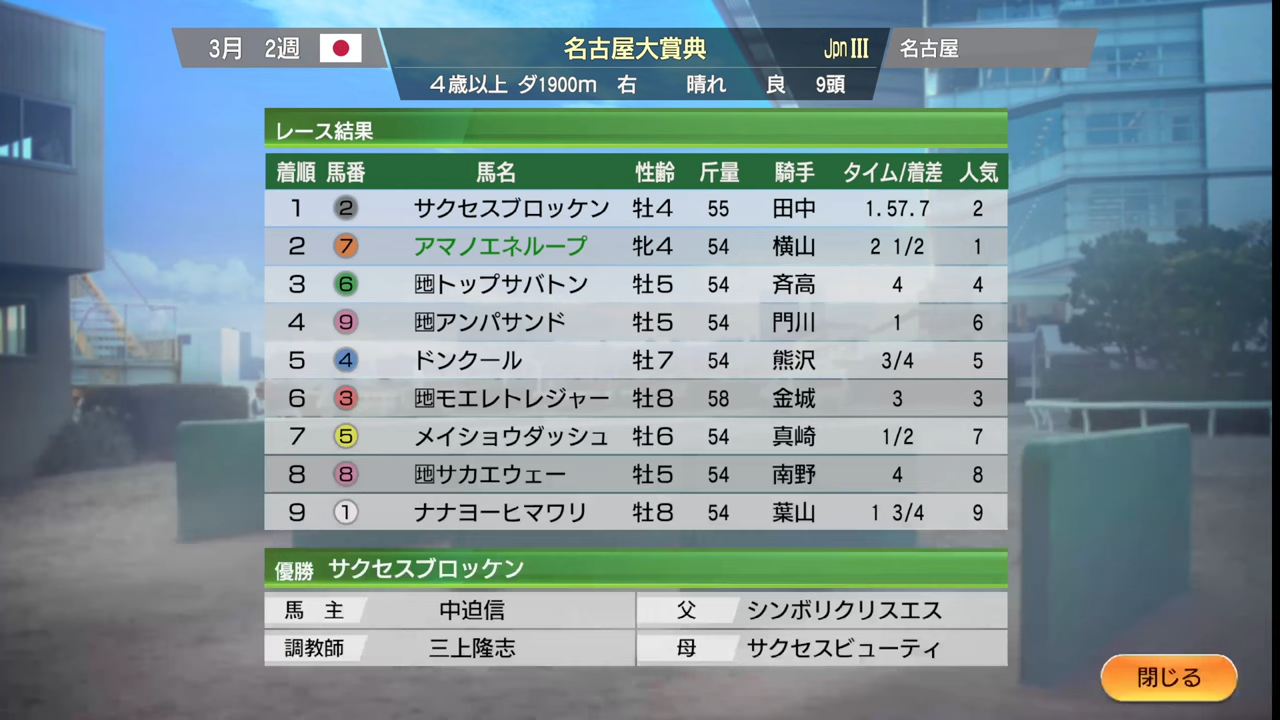 3月 2週 名古屋大賞典 JpnIII 名古屋
4歳以上 ダ1900m 右 晴れ 良 9頭
レース結果
着順 馬番 馬名 性齢 斤量 騎手 タイム/着差 人気
1 2 サクセスブロッケン 牡4 55 田中 1.57.7 2
2 7 アマノエネループ 牝4 54 横山 2 1/2 1
3 6 地トップサバトン 牡5 54 斉高 4 4
4 9 地アンパサンド 牡5 54 門川 1 6
5 4 ドンクール 牡7 54 熊沢 3/4 5
6 3 地モエレトレジャー 牡8 58 金城 3 3
7 5 メイショウダッシュ 牡6 54 真崎 1/2 7
8 8 地サカエウェー 牡5 54 南野 4 8
9 1 ナナヨーヒマワリ 牡8 54 葉山 1 3/4 9
優勝 サクセスブロッケン
馬主 中迫信 父 シンボリクリスエス
調教師 三上隆志 母 サクセスビューティ
閉じる